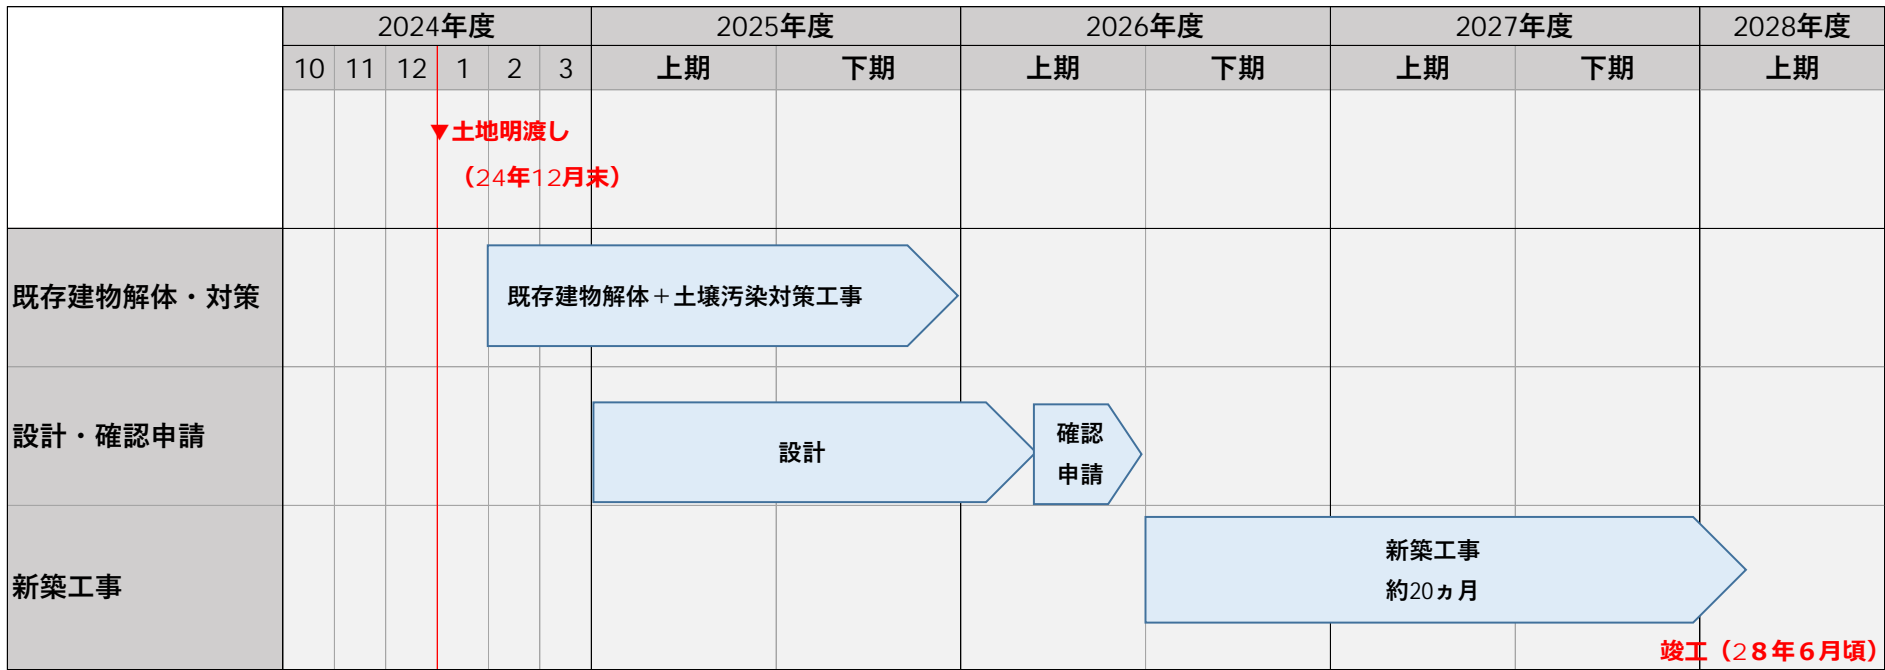 2024年度 2025年度 2026年度 2027年度 2028年度
10 11 12 1 2 3 上期 下期 上期 下期 上期 下期 上期
▼土地明渡し
（24年12月末）
既存建物解体・対策
既存建物解体＋土壌汚染対策工事
設計・確認申請
設計
確認
申請
新築工事
新築工事
約20ヵ月
竣工（28年６月頃）